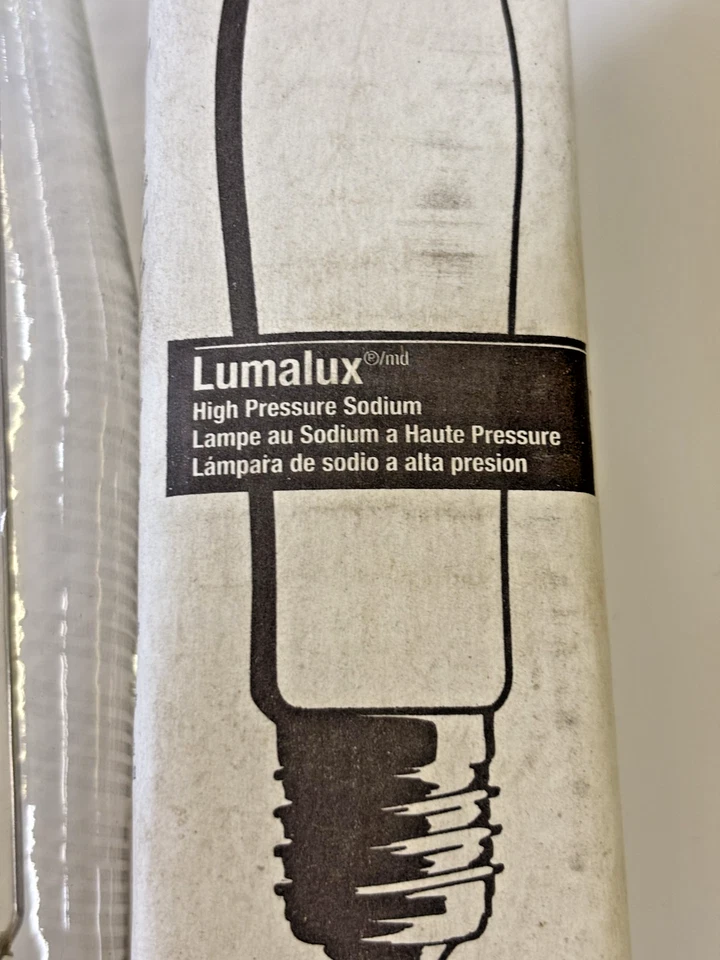 Lumalux®/md
High Pressure Sodium
Lampe au Sodium a Haute Pressure
Lámpara de sodio a alta presion